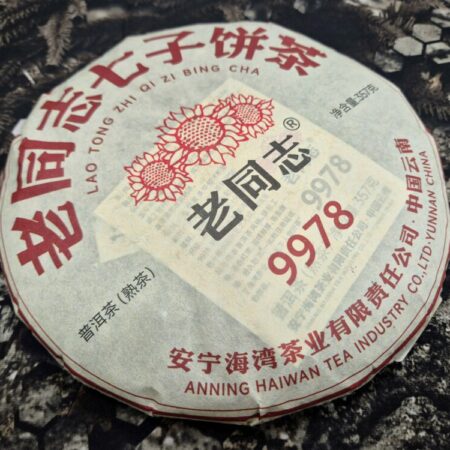 老同志七子饼茶
LAO TONG ZHI QI ZI BING CHA
净含量:357克
老同志®
9978
普洱茶(熟茶)
安宁海湾茶业有限责任公司·中国云南
ANNING HAIWAN TEA INDUSTRY CO.,LTD·YUNNAN CHINA